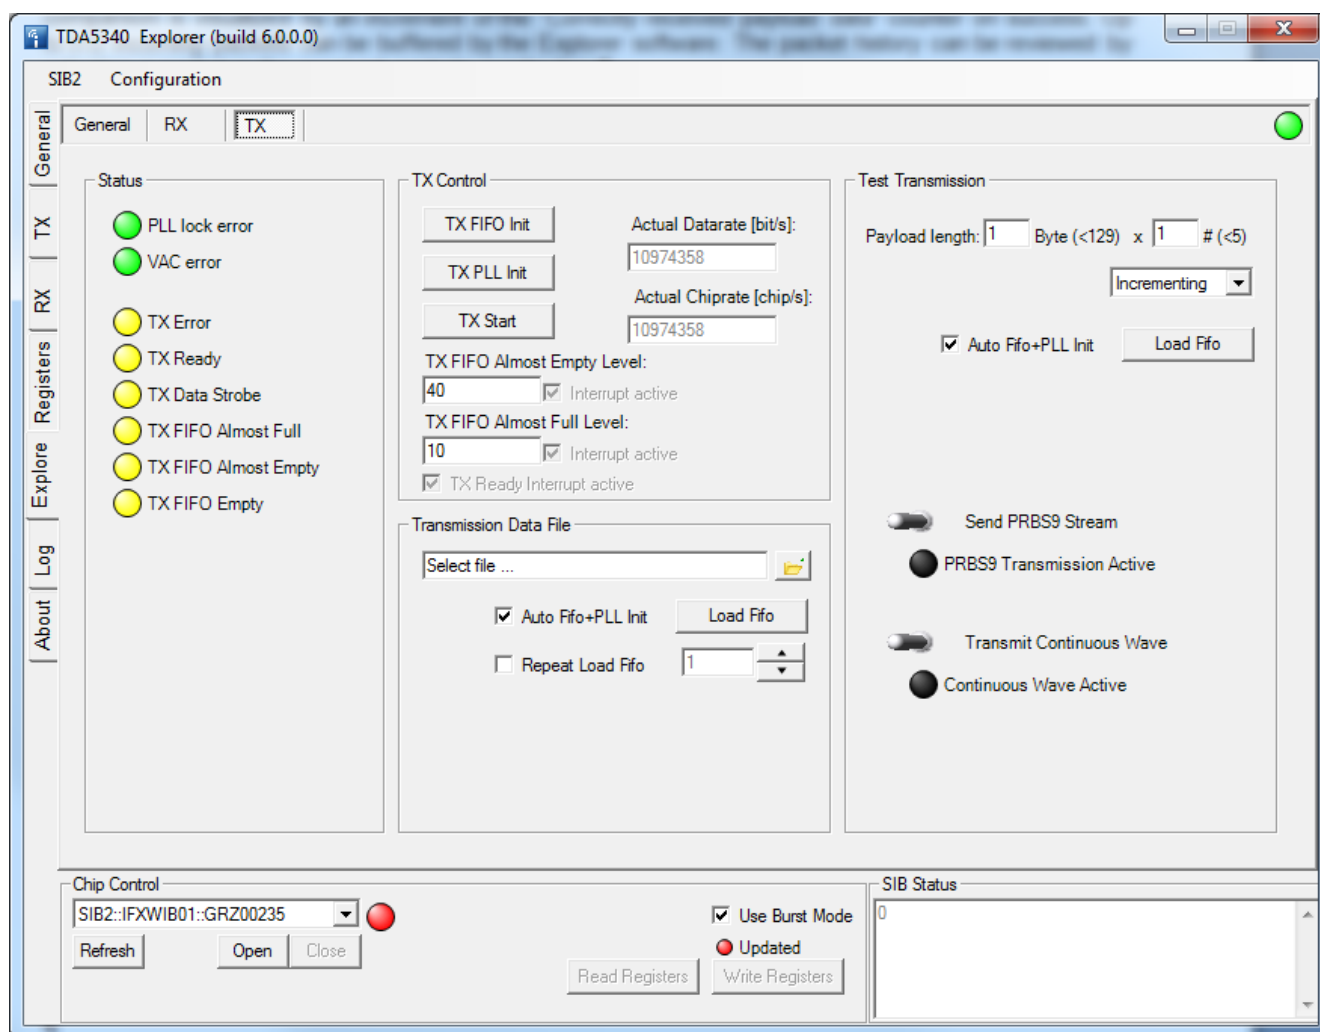 TDA5340 Explorer (build 6.0.0.0)
SIB2 Configuration
General RX TX
General
TX
RX
Registers
Explore
Log
About
Status
PLL lock error
VAC error
TX Error
TX Ready
TX Data Strobe
TX FIFO Almost Full
TX FIFO Almost Empty
TX FIFO Empty
TX Control
TX FIFO Init
TX PLL Init
TX Start
Actual Datarate [bit/s]:
10974358
Actual Chiprate [chip/s]:
10974358
TX FIFO Almost Empty Level:
40 Interrupt active
TX FIFO Almost Full Level:
10 Interrupt active
TX Ready Interrupt active
Transmission Data File
Select file ...
Auto Fifo+PLL Init Load Fifo
Repeat Load Fifo 1
Test Transmission
Payload length: 1 Byte (<129) x 1 # (<5)
Incrementing
Auto Fifo+PLL Init Load Fifo
Send PRBS9 Stream
PRBS9 Transmission Active
Transmit Continuous Wave
Continuous Wave Active
Chip Control
SIB2::IFXWIB01::GRZ00235
Refresh Open Close
Use Burst Mode
Updated
Read Registers Write Registers
SIB Status
0